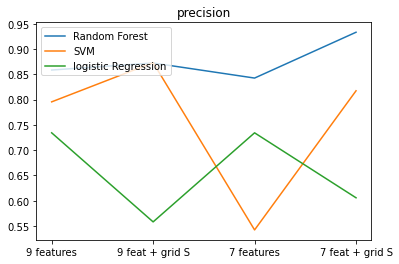 precision
0.95
0.90
0.85
0.80
0.75
0.70
0.65
0.60
0.55
Random Forest
SVM
logistic Regression
9 features
9 feat + grid S
7 features
7 feat + grid S